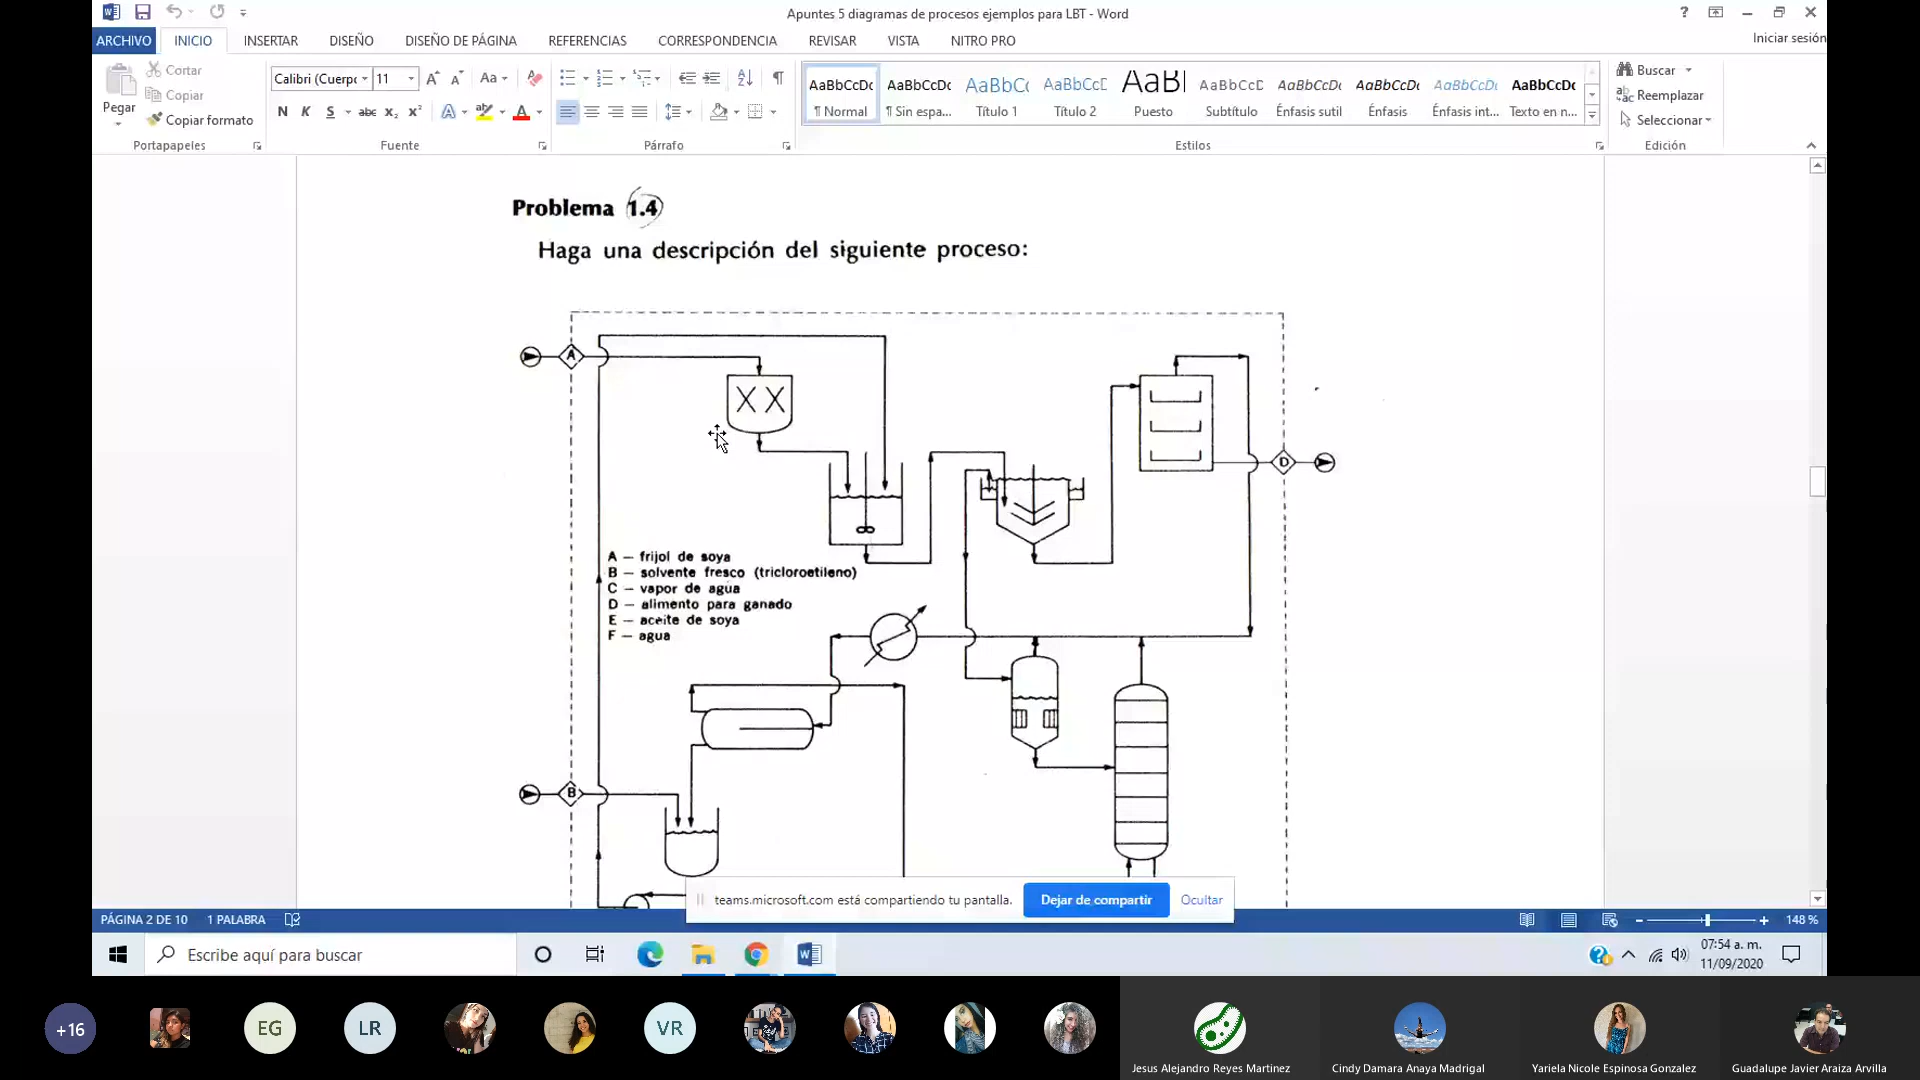 Apuntes 5 diagramas de procesos ejemplos para LBT - Word
ARCHIVO INICIO INSERTAR DISEÑO DISEÑO DE PÁGINA REFERENCIAS CORRESPONDENCIA REVISAR VISTA NITRO PRO Iniciar sesión
Pegar
Cortar
Copiar
Copiar formato
Portapapeles
Calibri (Cuerpo 11
Aa
N K S abc x₂ x² A A
Fuente
Párrafo
AaBbCcDc AaBbCcDc AaBbCc AaBbCcD AaBl AaBbCcD AaBbCcDc AaBbCcDc AaBbCcDc AaBbCcDc
¶ Normal ¶ Sin espa... Título 1 Título 2 Puesto Subtítulo Énfasis sutil Énfasis Énfasis int... Texto en n...
Estilos
Buscar
Reemplazar
Seleccionar
Edición
Problema 1.4
Haga una descripción del siguiente proceso:
A
D
A – frijol de soya
B – solvente fresco (tricloroetileno)
C – vapor de agua
D – alimento para ganado
E – aceite de soya
F – agua
B
teams.microsoft.com está compartiendo tu pantalla. Dejar de compartir Ocultar
PÁGINA 2 DE 10 1 PALABRA 148 %
Escribe aquí para buscar
07:54 a. m.
11/09/2020
+16 EG LR VR
Jesus Alejandro Reyes Martinez Cindy Damara Anaya Madrigal Yariela Nicole Espinosa Gonzalez Guadalupe Javier Araiza Arvilla